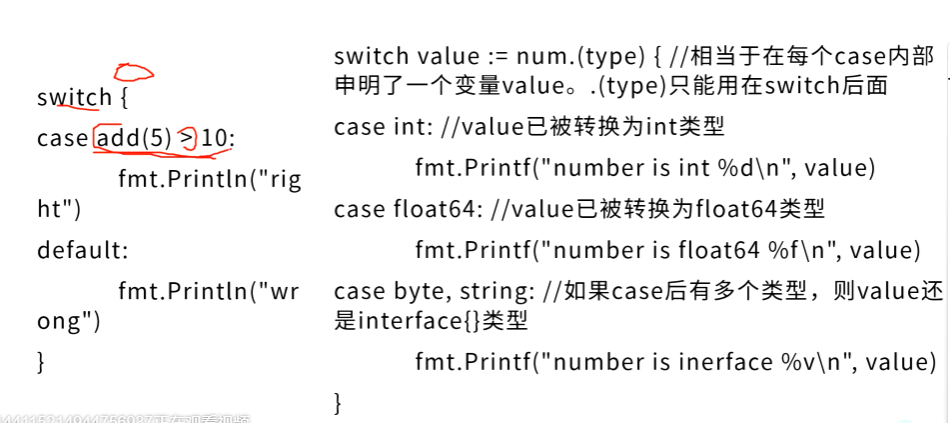 switch {
case add(5) > 10:
fmt.Println("rig
ht")
default:
fmt.Println("wr
ong")
}
switch value := num.(type) { //相当于在每个case内部
申明了一个变量value。.(type)只能用在switch后面
case int: //value已被转换为int类型
fmt.Printf("number is int %d\n", value)
case float64: //value已被转换为float64类型
fmt.Printf("number is float64 %f\n", value)
case byte, string: //如果case后有多个类型，则value还
是interface{}类型
fmt.Printf("number is inerface %v\n", value)
}
正在观看视频